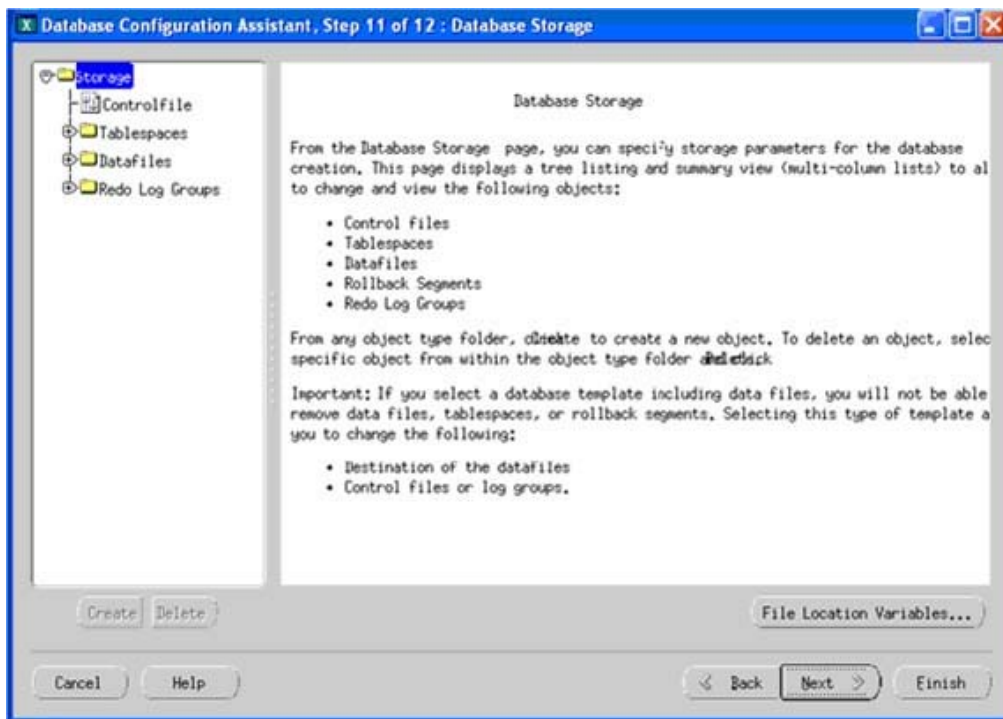 Database Configuration Assistant, Step 11 of 12 : Database Storage
Storage
Controlfile
Tablespaces
Datafiles
Redo Log Groups
Database Storage
From the Database Storage page, you can specify storage parameters for the database
creation. This page displays a tree listing and summary view (multi-column lists) to al
to change and view the following objects:
• Control files
• Tablespaces
• Datafiles
• Rollback Segments
• Redo Log Groups
From any object type folder, to create a new object. To delete an object, selec
specific object from within the object type folder
Important: If you select a database template including data files, you will not be able
remove data files, tablespaces, or rollback segments. Selecting this type of template a
you to change the following:
• Destination of the datafiles
• Control files or log groups.
Create
Delete
File Location Variables...
Cancel
Help
Back
Next
Finish